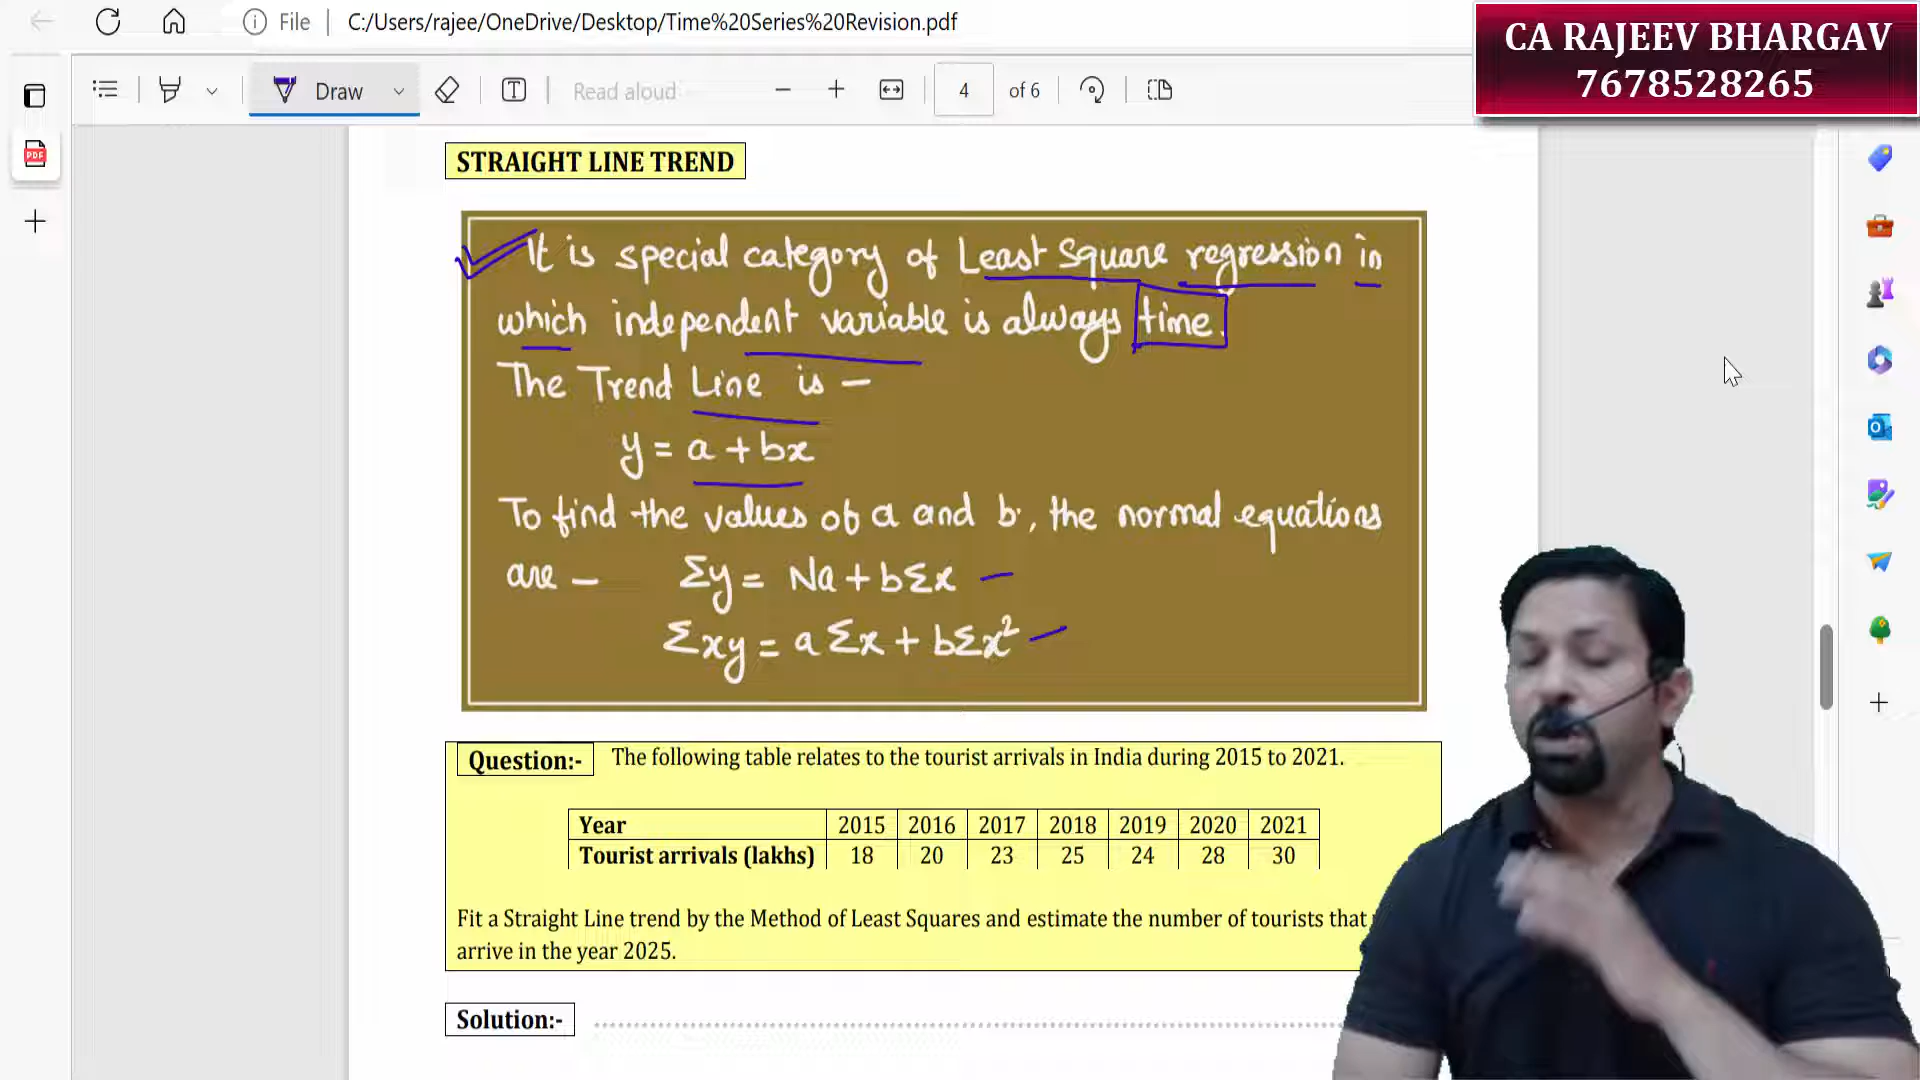 File
C:/Users/rajee/OneDrive/Desktop/Time%20Series%20Revision.pdf
CA RAJEEV BHARGAV
7678528265
Draw
Read aloud
4
of 6
PDF
STRAIGHT LINE TREND
It is special category of Least Square regression in
which independent variable is always time.
The Trend Line is -
y = a + bx
To find the values of a and b, the normal equations
are - Σy = Na + bΣx
Σxy = aΣx + bΣx²
Question:- The following table relates to the tourist arrivals in India during 2015 to 2021.
Year 2015 2016 2017 2018 2019 2020 2021
Tourist arrivals (lakhs) 18 20 23 25 24 28 30
Fit a Straight Line trend by the Method of Least Squares and estimate the number of tourists that
arrive in the year 2025.
Solution:-